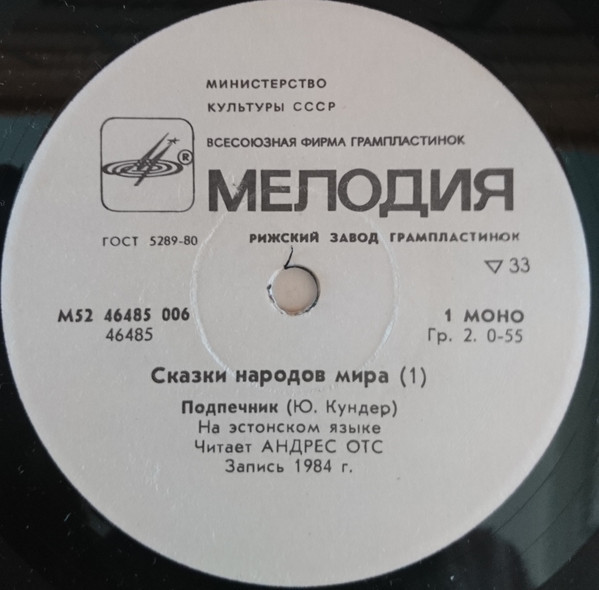 МИНИСТЕРСТВО
КУЛЬТУРЫ СССР
ВСЕСОЮЗНАЯ ФИРМА ГРАМПЛАСТИНОК
®
МЕЛОДИЯ
ГОСТ 5289-80 РИЖСКИЙ ЗАВОД ГРАМПЛАСТИНОК
▽ 33
М52 46485 006 1 МОНО
46485 Гр. 2. 0-55
Сказки народов мира (1)
Подпечник (Ю. Кундер)
На эстонском языке
Читает АНДРЕС ОТС
Запись 1984 г.